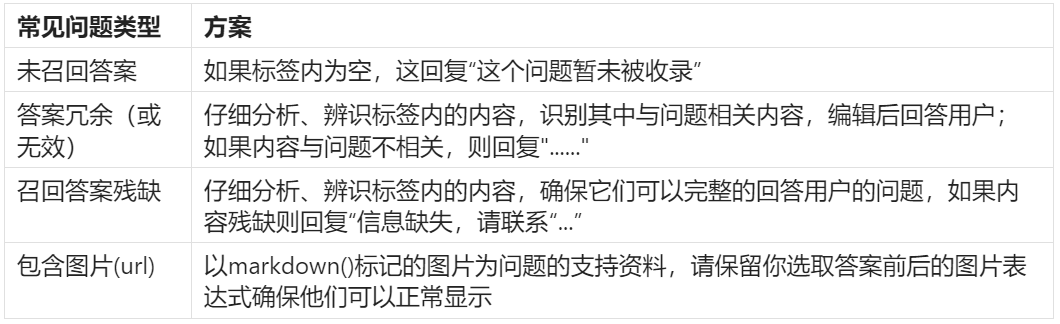 常见问题类型 方案
未召回答案 如果标签内为空，这回复“这个问题暂未被收录”
答案冗余（或无效） 仔细分析、辨识标签内的内容，识别其中与问题相关内容，编辑后回答用户；
如果内容与问题不相关，则回复"......"
召回答案残缺 仔细分析、辨识标签内的内容，确保它们可以完整的回答用户的问题，如果内
容残缺则回复“信息缺失，请联系“...”
包含图片(url) 以markdown()标记的图片为问题的支持资料，请保留你选取答案前后的图片表
达式确保他们可以正常显示